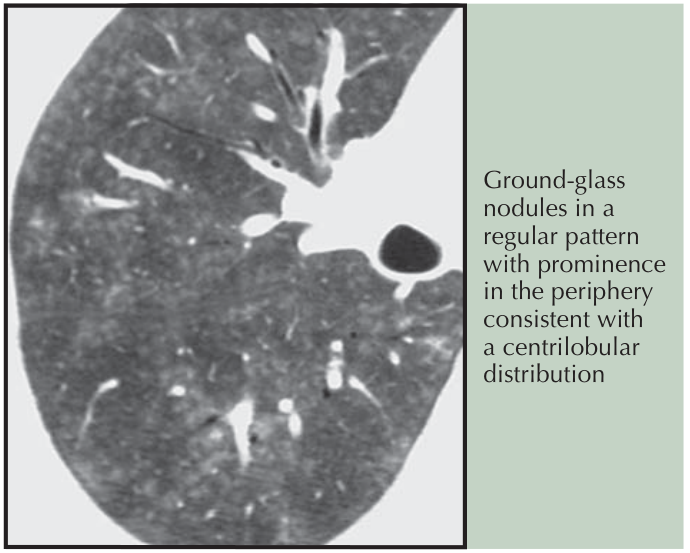 Ground-glass
nodules in a
regular pattern
with prominence
in the periphery
consistent with
a centrilobular
distribution